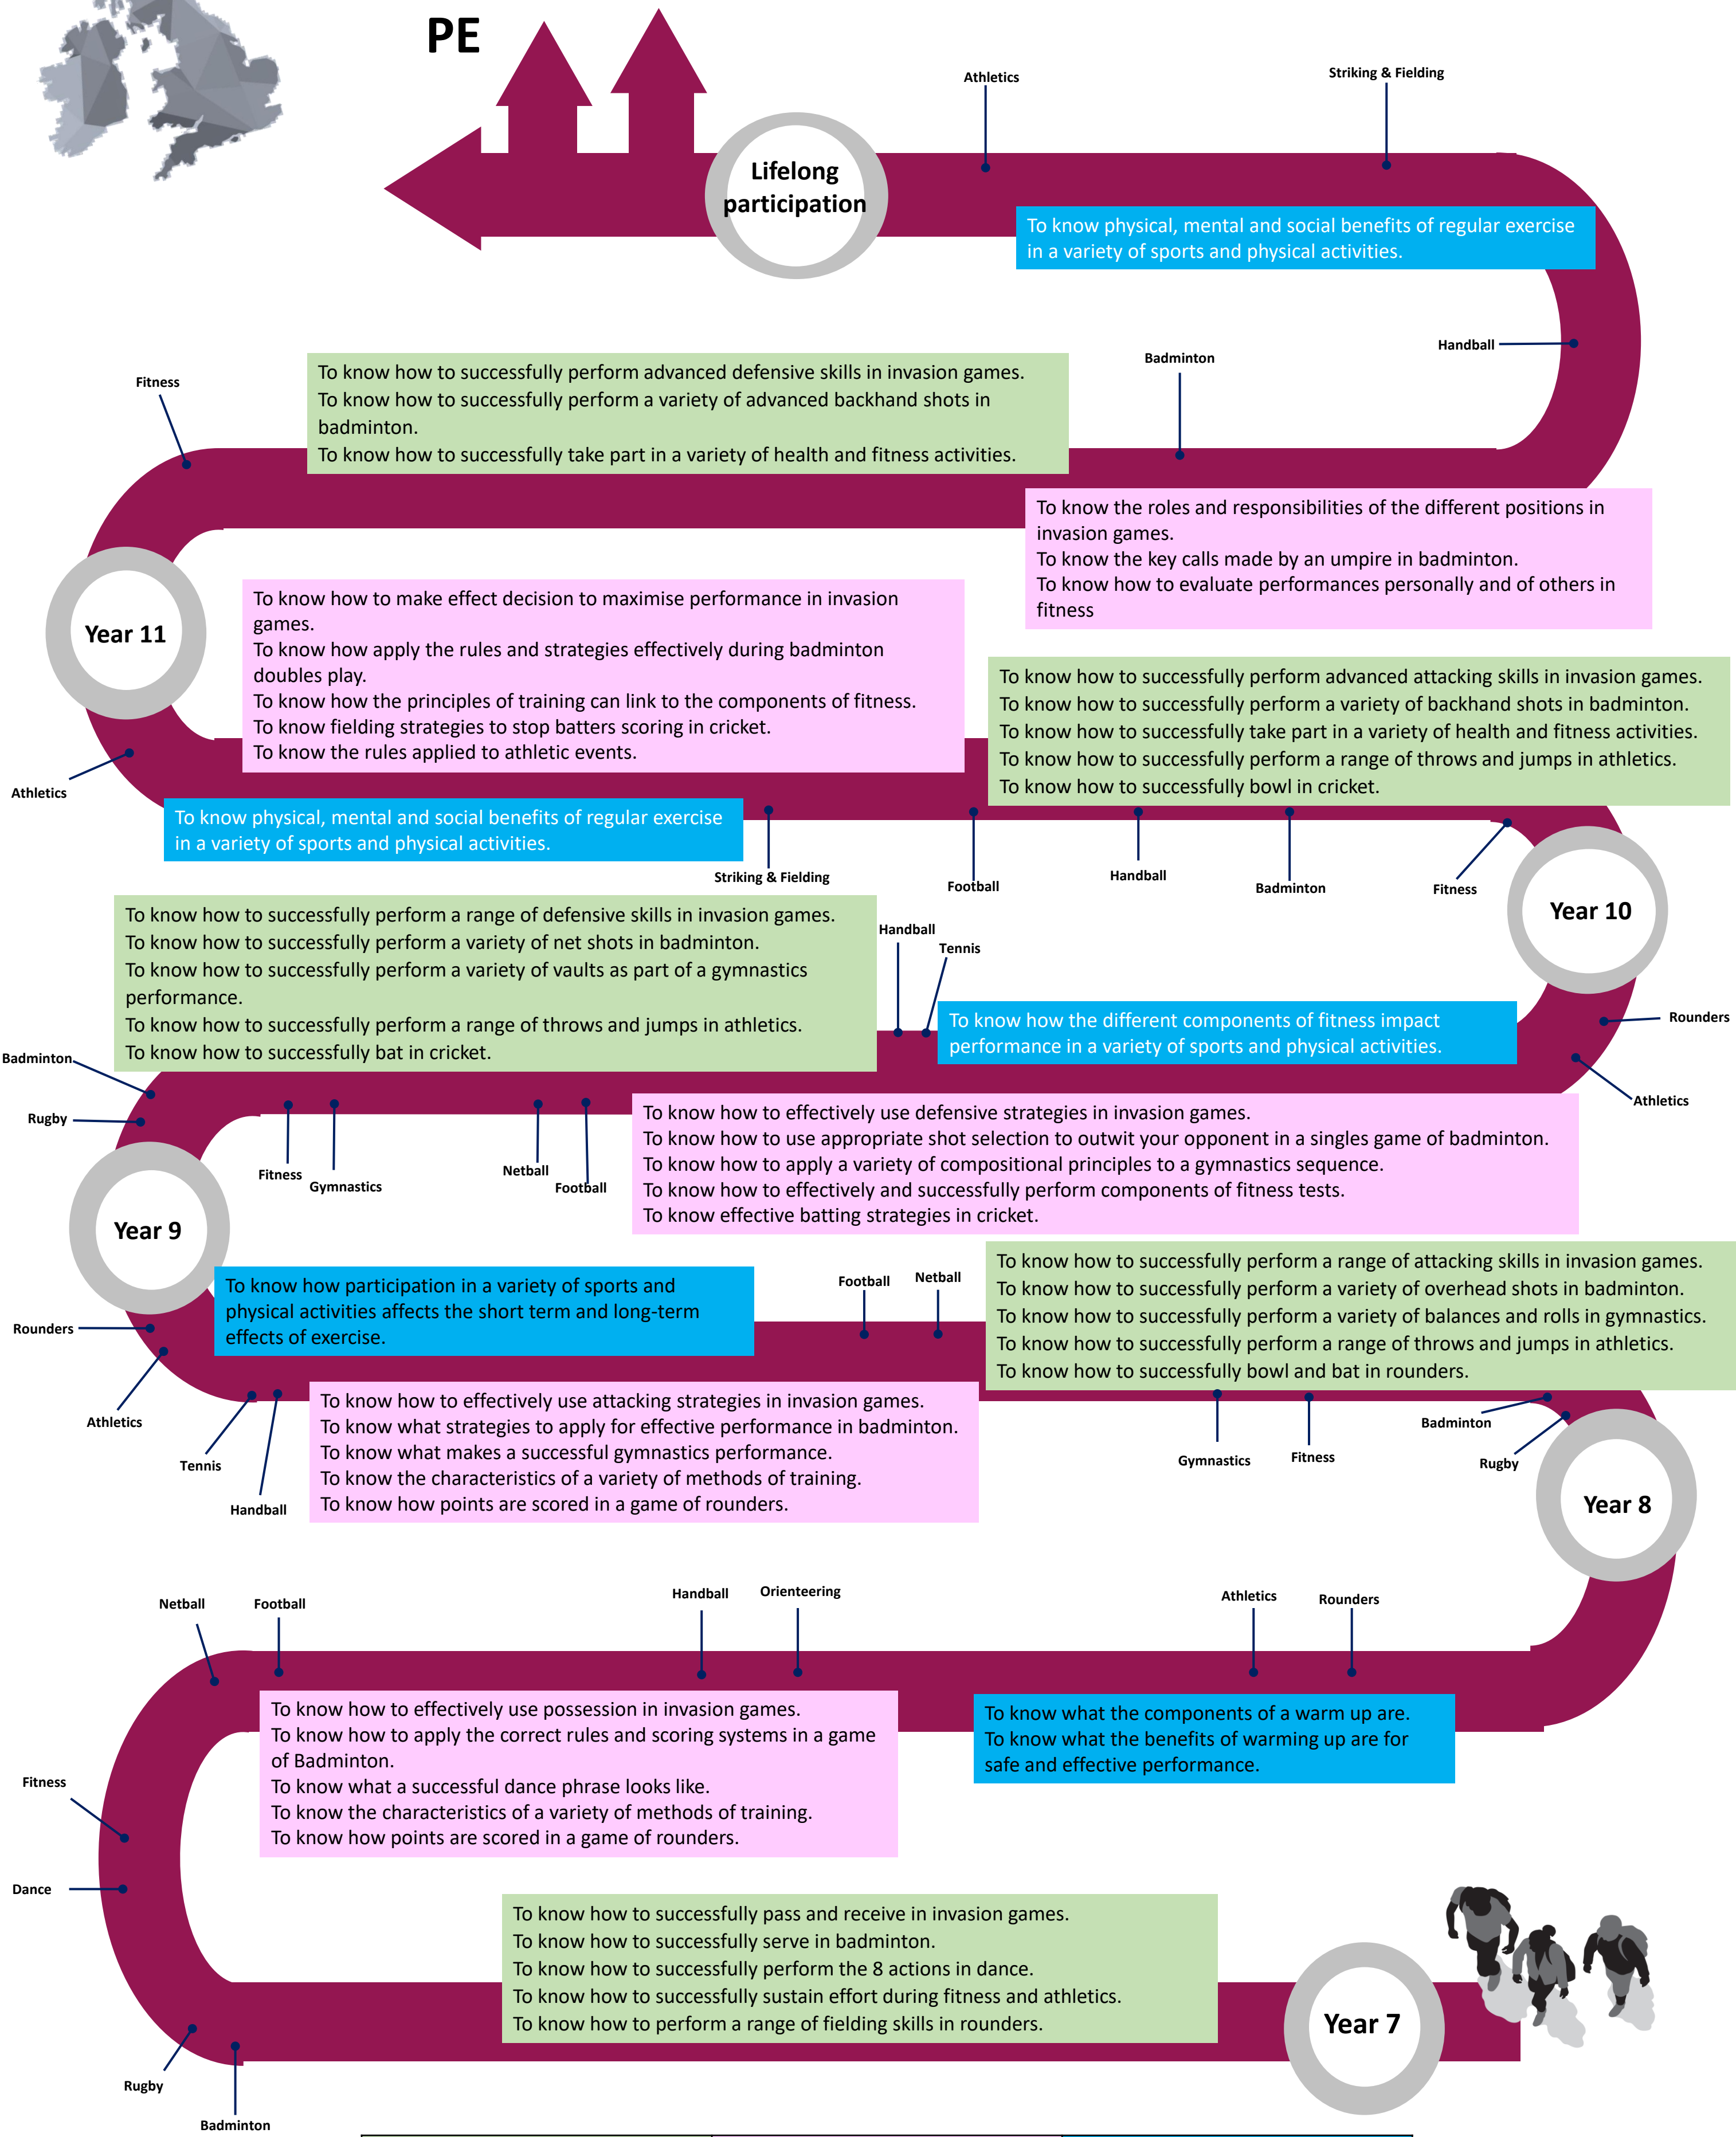 PE
Athletics
Striking & Fielding
Lifelong
participation
To know physical, mental and social benefits of regular exercise
in a variety of sports and physical activities.
Handball
Badminton
Fitness
To know how to successfully perform advanced defensive skills in invasion games.
To know how to successfully perform a variety of advanced backhand shots in
badminton.
To know how to successfully take part in a variety of health and fitness activities.
To know the roles and responsibilities of the different positions in
invasion games.
To know the key calls made by an umpire in badminton.
To know how to evaluate performances personally and of others in
fitness
Year 11
To know how to make effect decision to maximise performance in invasion
games.
To know how apply the rules and strategies effectively during badminton
doubles play.
To know how the principles of training can link to the components of fitness.
To know fielding strategies to stop batters scoring in cricket.
To know the rules applied to athletic events.
To know how to successfully perform advanced attacking skills in invasion games.
To know how to successfully perform a variety of backhand shots in badminton.
To know how to successfully take part in a variety of health and fitness activities.
To know how to successfully perform a range of throws and jumps in athletics.
To know how to successfully bowl in cricket.
Athletics
To know physical, mental and social benefits of regular exercise
in a variety of sports and physical activities.
Striking & Fielding
Football
Handball
Badminton
Fitness
Year 10
To know how to successfully perform a range of defensive skills in invasion games.
To know how to successfully perform a variety of net shots in badminton.
To know how to successfully perform a variety of vaults as part of a gymnastics
performance.
To know how to successfully perform a range of throws and jumps in athletics.
To know how to successfully bat in cricket.
Handball
Tennis
To know how the different components of fitness impact
performance in a variety of sports and physical activities.
Rounders
Athletics
Badminton
Rugby
Fitness
Gymnastics
Netball
Football
To know how to effectively use defensive strategies in invasion games.
To know how to use appropriate shot selection to outwit your opponent in a singles game of badminton.
To know how to apply a variety of compositional principles to a gymnastics sequence.
To know how to effectively and successfully perform components of fitness tests.
To know effective batting strategies in cricket.
Year 9
To know how participation in a variety of sports and
physical activities affects the short term and long-term
effects of exercise.
Football
Netball
To know how to successfully perform a range of attacking skills in invasion games.
To know how to successfully perform a variety of overhead shots in badminton.
To know how to successfully perform a variety of balances and rolls in gymnastics.
To know how to successfully perform a range of throws and jumps in athletics.
To know how to successfully bowl and bat in rounders.
Rounders
Athletics
Tennis
Handball
To know how to effectively use attacking strategies in invasion games.
To know what strategies to apply for effective performance in badminton.
To know what makes a successful gymnastics performance.
To know the characteristics of a variety of methods of training.
To know how points are scored in a game of rounders.
Gymnastics
Fitness
Badminton
Rugby
Year 8
Netball
Football
Handball
Orienteering
Athletics
Rounders
To know how to effectively use possession in invasion games.
To know how to apply the correct rules and scoring systems in a game
of Badminton.
To know what a successful dance phrase looks like.
To know the characteristics of a variety of methods of training.
To know how points are scored in a game of rounders.
To know what the components of a warm up are.
To know what the benefits of warming up are for
safe and effective performance.
Fitness
Dance
To know how to successfully pass and receive in invasion games.
To know how to successfully serve in badminton.
To know how to successfully perform the 8 actions in dance.
To know how to successfully sustain effort during fitness and athletics.
To know how to perform a range of fielding skills in rounders.
Year 7
Rugby
Badminton